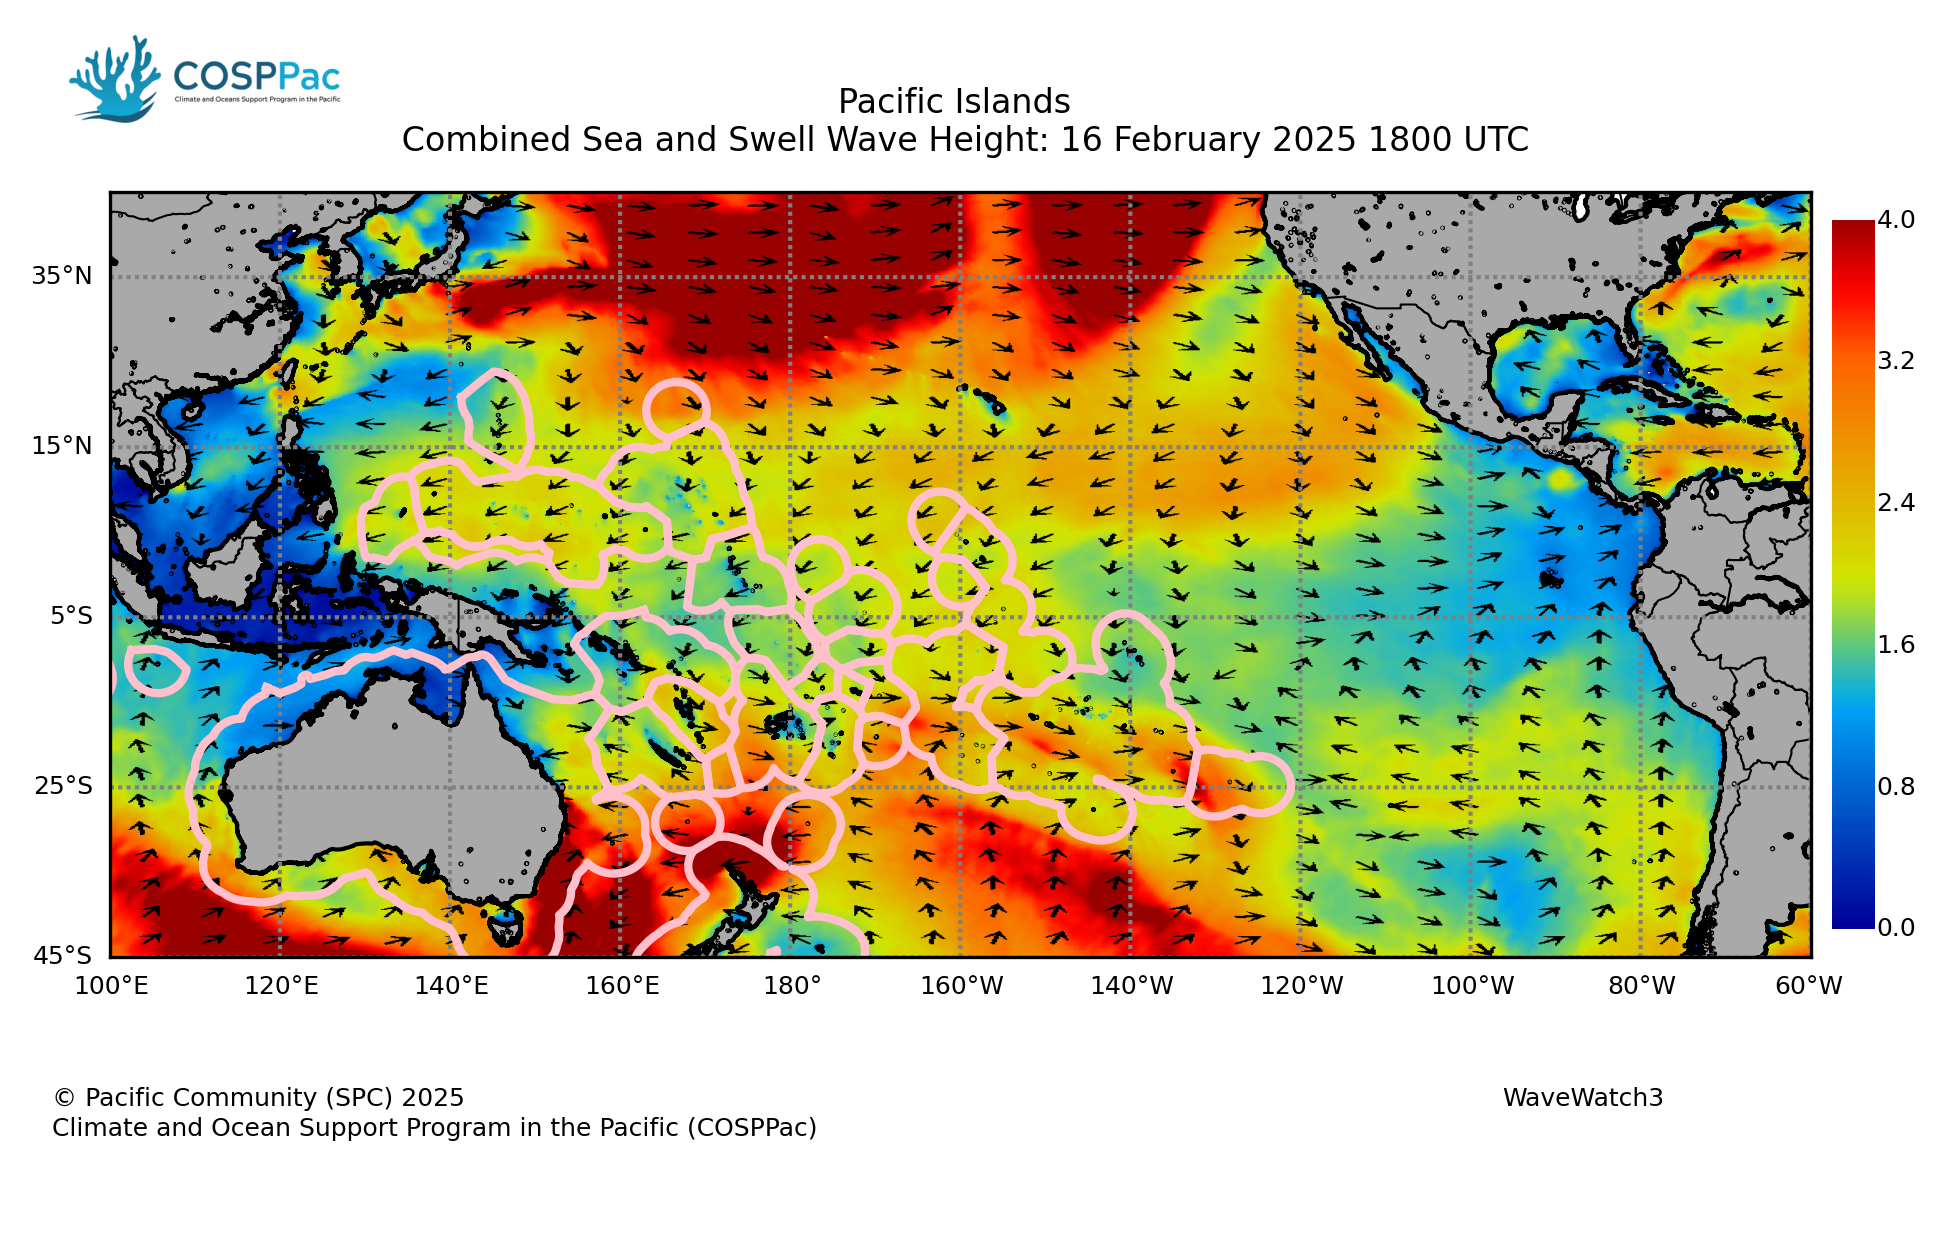 COSPPac
Climate and Oceans Support Program in the Pacific
Pacific Islands
Combined Sea and Swell Wave Height: 16 February 2025 1800 UTC
35°N
15°N
5°S
25°S
45°S
100°E 120°E 140°E 160°E 180° 160°W 140°W 120°W 100°W 80°W 60°W
4.0
3.2
2.4
1.6
0.8
0.0
© Pacific Community (SPC) 2025
Climate and Ocean Support Program in the Pacific (COSPPac)
WaveWatch3